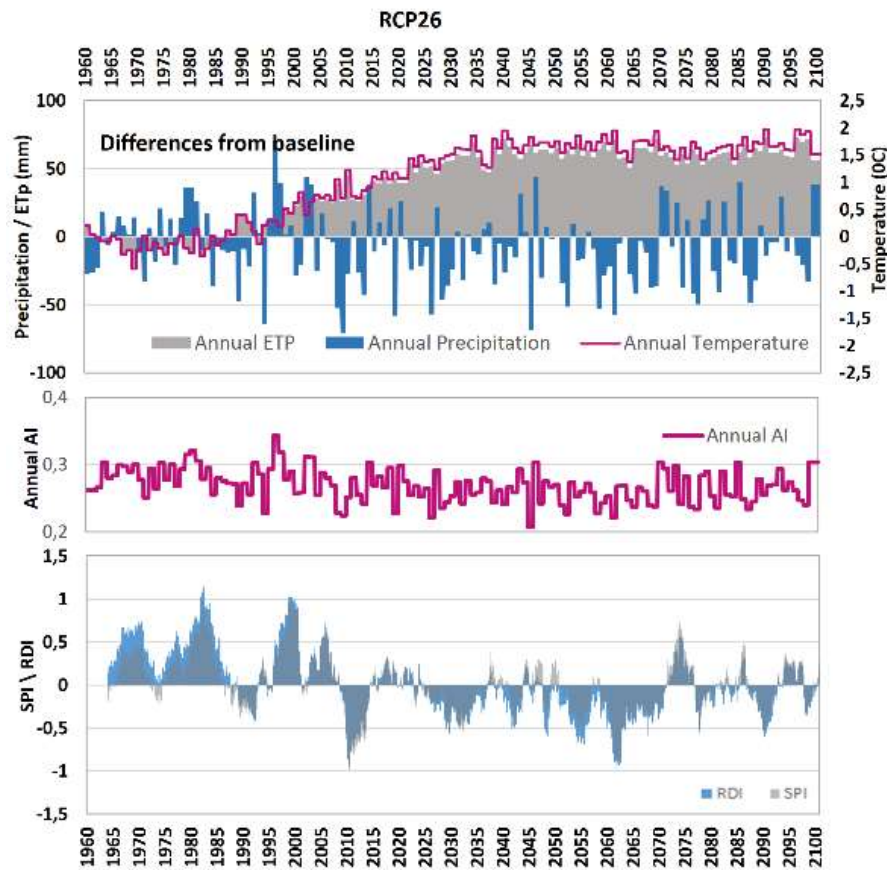 RCP26
1960 1965 1970 1975 1980 1985 1990 1995 2000 2005 2010 2015 2020 2025 2030 2035 2040 2045 2050 2055 2060 2065 2070 2075 2080 2085 2090 2095 2100
100 2,5
2
1,5
50 1
0,5
0 0
-0,5
-50 -1
-1,5
-2
-100 -2,5
Precipitation / ETp (mm)
Temperature (0C)
Differences from baseline
Annual ETP Annual Precipitation Annual Temperature
0,4
0,3
0,2
Annual AI
Annual AI
1,5
1
0,5
0
-0,5
-1
-1,5
SPI \ RDI
RDI SPI
1960 1965 1970 1975 1980 1985 1990 1995 2000 2005 2010 2015 2020 2025 2030 2035 2040 2045 2050 2055 2060 2065 2070 2075 2080 2085 2090 2095 2100